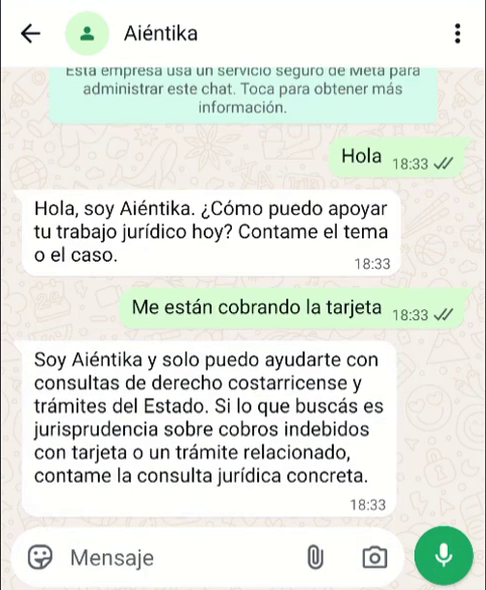 Aiéntika
Esta empresa usa un servicio seguro de Meta para
administrar este chat. Toca para obtener más
información.
Hola 18:33
Hola, soy Aiéntika. ¿Cómo puedo apoyar
tu trabajo jurídico hoy? Contame el tema
o el caso.
18:33
Me están cobrando la tarjeta 18:33
Soy Aiéntika y solo puedo ayudarte con
consultas de derecho costarricense y
trámites del Estado. Si lo que buscás es
jurisprudencia sobre cobros indebidos
con tarjeta o un trámite relacionado,
contame la consulta jurídica concreta.
18:33
Mensaje